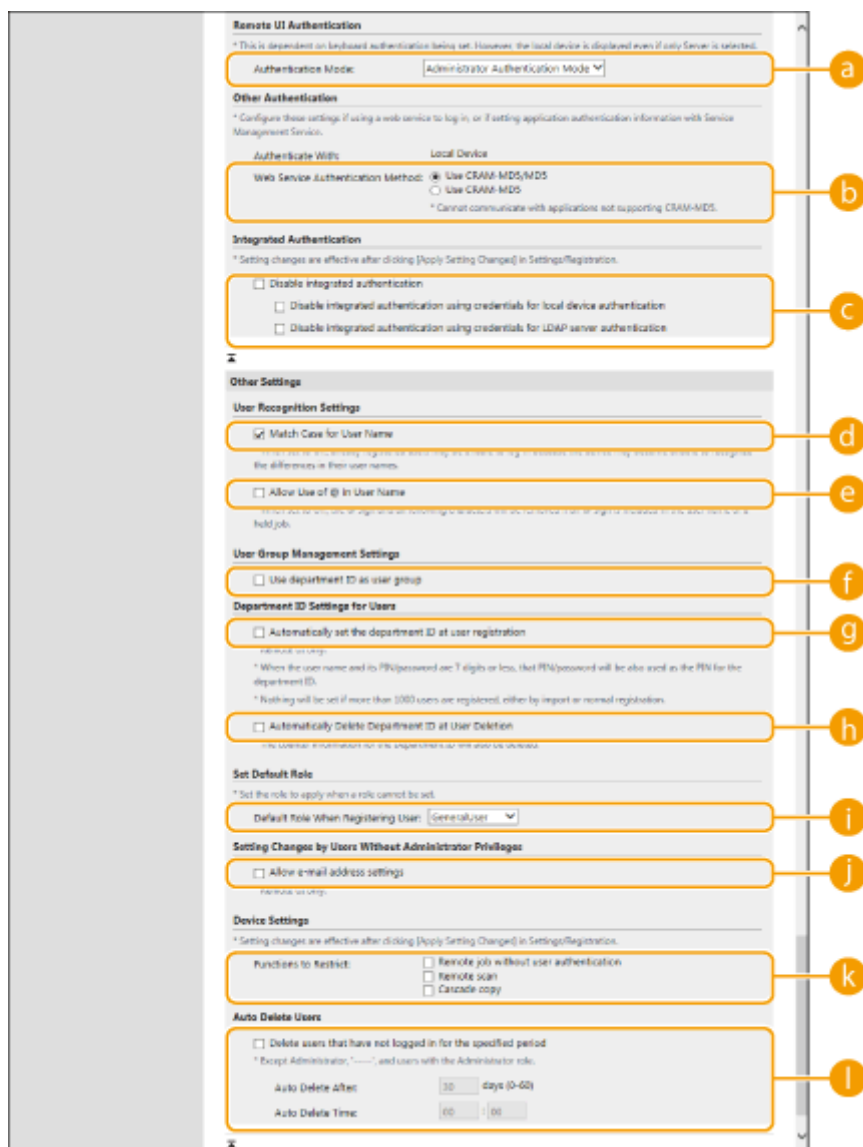 Remote UI Authentication
* This is dependent on keyboard authentication being set. However, the local device is displayed even if only Server is selected.
Authentication Mode: Administrator Authentication Mode
a
Other Authentication
* Configure these settings if using a web service to log in, or if setting application authentication information with Service
Management Service.
Authenticate With: Local Device
Web Service Authentication Method: Use CRAM-MD5/MD5
Use CRAM-MD5
b
* Cannot communicate with applications not supporting CRAM-MD5.
Integrated Authentication
* Setting changes are effective after clicking [Apply Setting Changes] in Settings/Registration.
Disable integrated authentication
Disable integrated authentication using credentials for local device authentication
c
Disable integrated authentication using credentials for LDAP server authentication
Other Settings
User Recognition Settings
Match Case for User Name
d
the differences in their user names.
Allow Use of @ in User Name
e
held job.
User Group Management Settings
Use department ID as user group
f
Department ID Settings for Users
Automatically set the department ID at user registration
g
* When the user name and its PIN/password are 7 digits or less, that PIN/password will be also used as the PIN for the
department ID.
* Nothing will be set if more than 1000 users are registered, either by import or normal registration.
Automatically Delete Department ID at User Deletion
h
Set Default Role
* Set the role to apply when a role cannot be set.
Default Role When Registering User: GeneralUser
i
Setting Changes by Users Without Administrator Privileges
Allow e-mail address settings
j
Device Settings
* Setting changes are effective after clicking [Apply Setting Changes] in Settings/Registration.
Functions to Restrict: Remote job without user authentication
Remote scan
k
Cascade copy
Auto Delete Users
Delete users that have not logged in for the specified period
* Except Administrator, '-----', and users with the Administrator role.
l
Auto Delete After: 30 days (0-60)
Auto Delete Time: 00 : 00